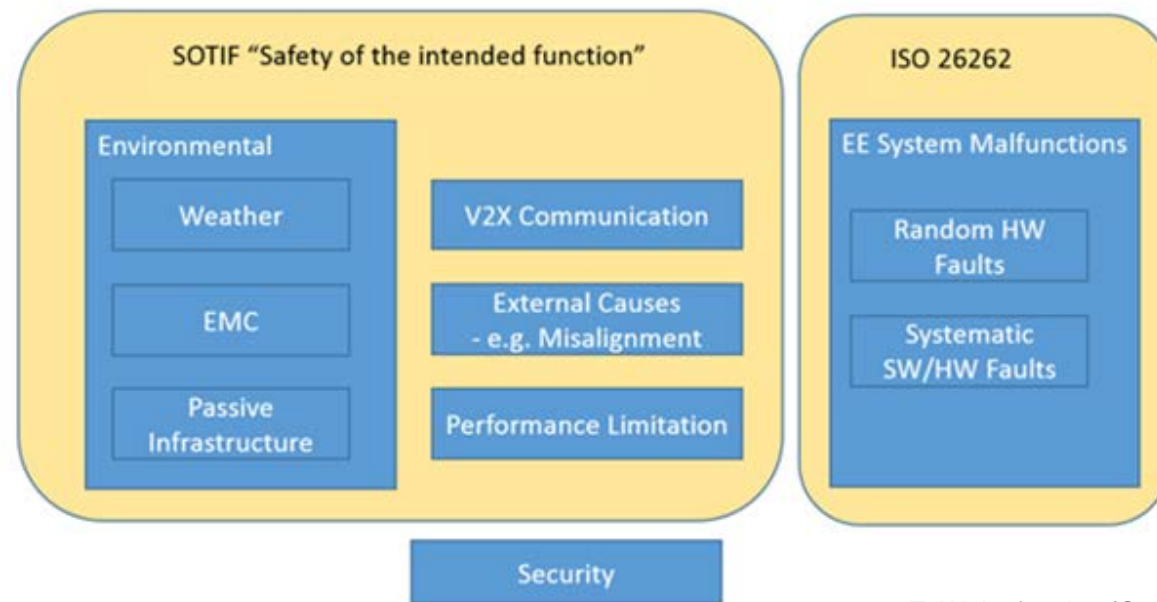 SOTIF “Safety of the intended function”
Environmental
Weather
EMC
Passive
Infrastructure
V2X Communication
External Causes
- e.g. Misalignment
Performance Limitation
ISO 26262
EE System Malfunctions
Random HW
Faults
Systematic
SW/HW Faults
Security